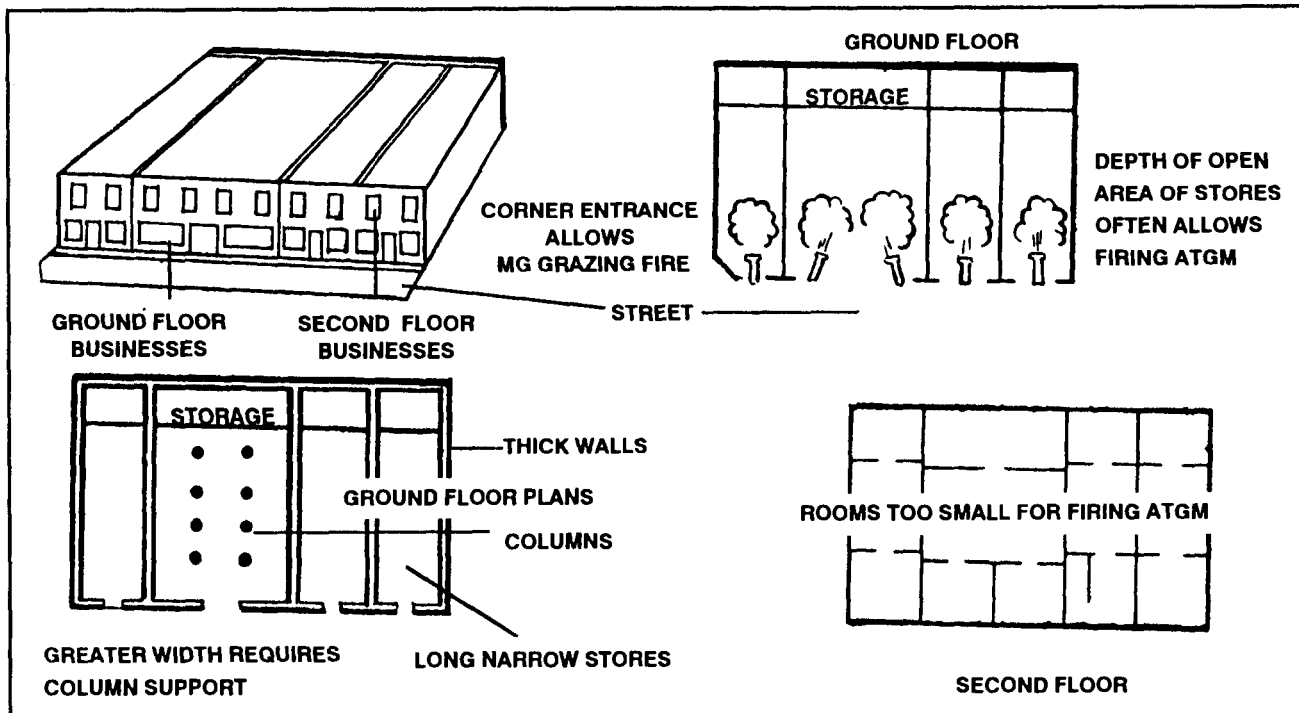 GROUND FLOOR
STORAGE
DEPTH OF OPEN
AREA OF STORES
OFTEN ALLOWS
FIRING ATGM
CORNER ENTRANCE
ALLOWS
MG GRAZING FIRE
STREET
GROUND FLOOR
BUSINESSES
SECOND FLOOR
BUSINESSES
STORAGE
THICK WALLS
GROUND FLOOR PLANS
COLUMNS
GREATER WIDTH REQUIRES
COLUMN SUPPORT
LONG NARROW STORES
ROOMS TOO SMALL FOR FIRING ATGM
SECOND FLOOR